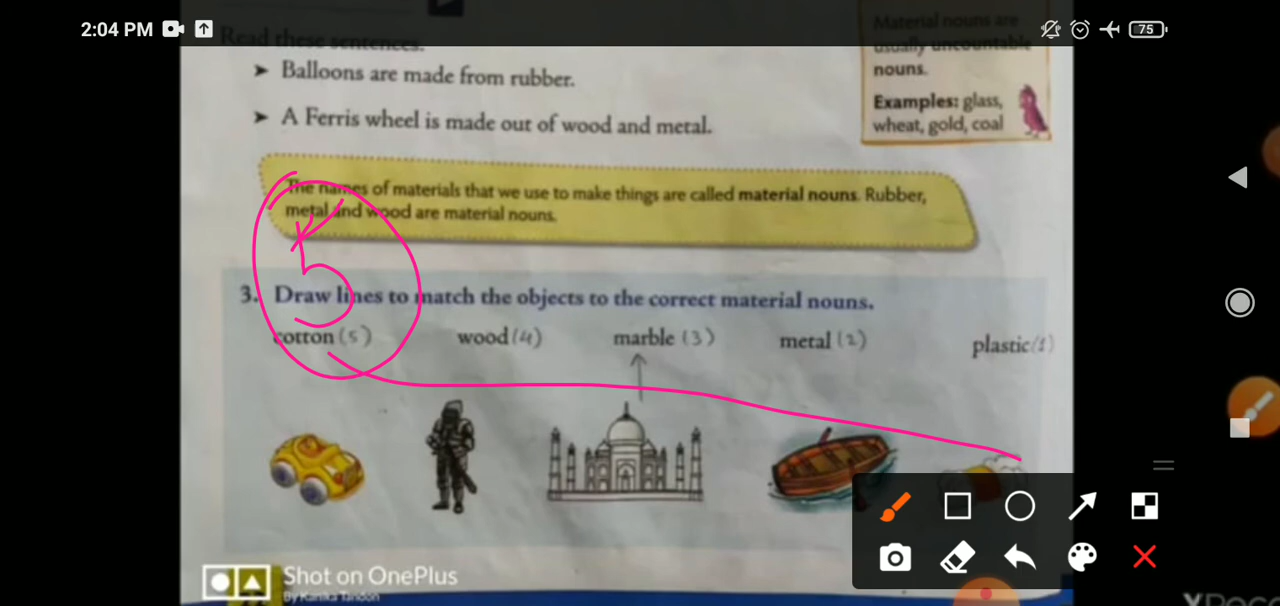 2:04 PM
75
Read these sentences.
➤ Balloons are made from rubber.
➤ A Ferris wheel is made out of wood and metal.
Material nouns are
usually uncountable
nouns.
Examples: glass,
wheat, gold, coal
The names of materials that we use to make things are called material nouns. Rubber,
metal and wood are material nouns.
5
3. Draw lines to match the objects to the correct material nouns.
cotton (5) wood (4) marble (3) metal (2) plastic (1)
Shot on OnePlus
By Kanika Tandon